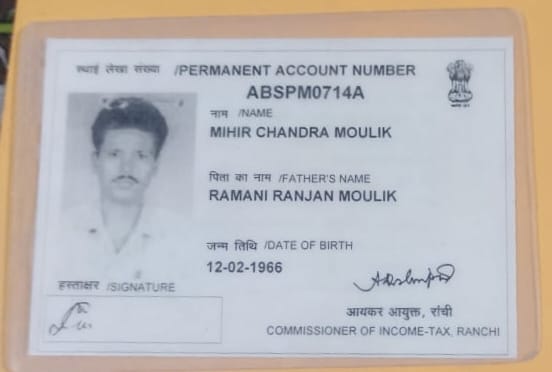 स्थाई लेखा संख्या /PERMANENT ACCOUNT NUMBER
ABSPM0714A
नाम /NAME
MIHIR CHANDRA MOULIK
पिता का नाम /FATHER'S NAME
RAMANI RANJAN MOULIK
जन्म तिथि /DATE OF BIRTH
12-02-1966
हस्ताक्षर /SIGNATURE
आयकर आयुक्त, रांची
COMMISSIONER OF INCOME-TAX, RANCHI